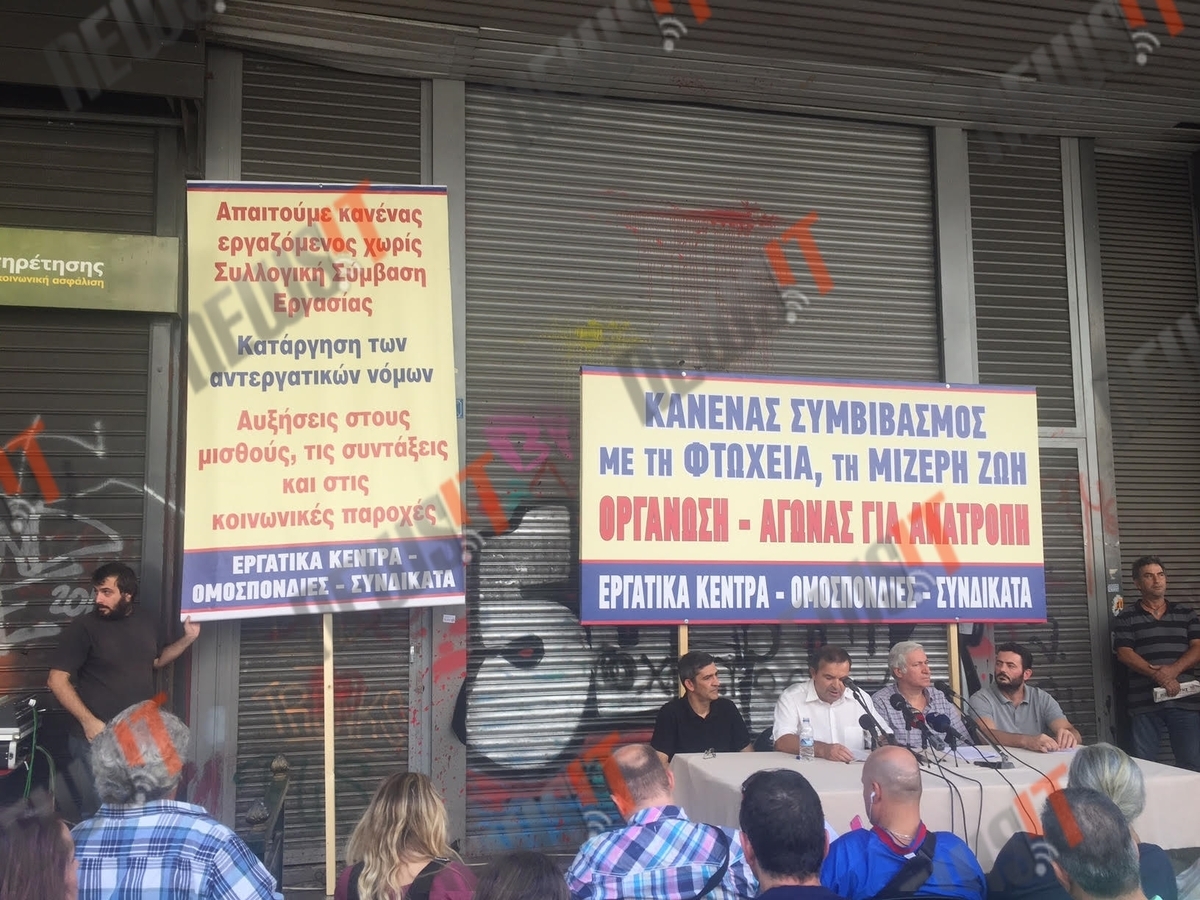 ηρέτησης
κοινωνική ασφάλιση
Απαιτούμε κανένας
εργαζόμενος χωρίς
Συλλογική Σύμβαση
Εργασίας
Κατάργηση των
αντεργατικών νόμων
Αυξήσεις στους
μισθούς, τις συντάξεις
και στις
κοινωνικές παροχές
ΕΡΓΑΤΙΚΑ ΚΕΝΤΡΑ -
ΟΜΟΣΠΟΝΔΙΕΣ - ΣΥΝΔΙΚΑΤΑ
ΚΑΝΕΝΑΣ ΣΥΜΒΙΒΑΣΜΟΣ
ΜΕ ΤΗ ΦΤΩΧΕΙΑ, ΤΗ ΜΙΖΕΡΗ ΖΩΗ
ΟΡΓΑΝΩΣΗ - ΑΓΩΝΑΣ ΓΙΑ ΑΝΑΤΡΟΠΗ
ΕΡΓΑΤΙΚΑ ΚΕΝΤΡΑ - ΟΜΟΣΠΟΝΔΙΕΣ - ΣΥΝΔΙΚΑΤΑ
newsIT